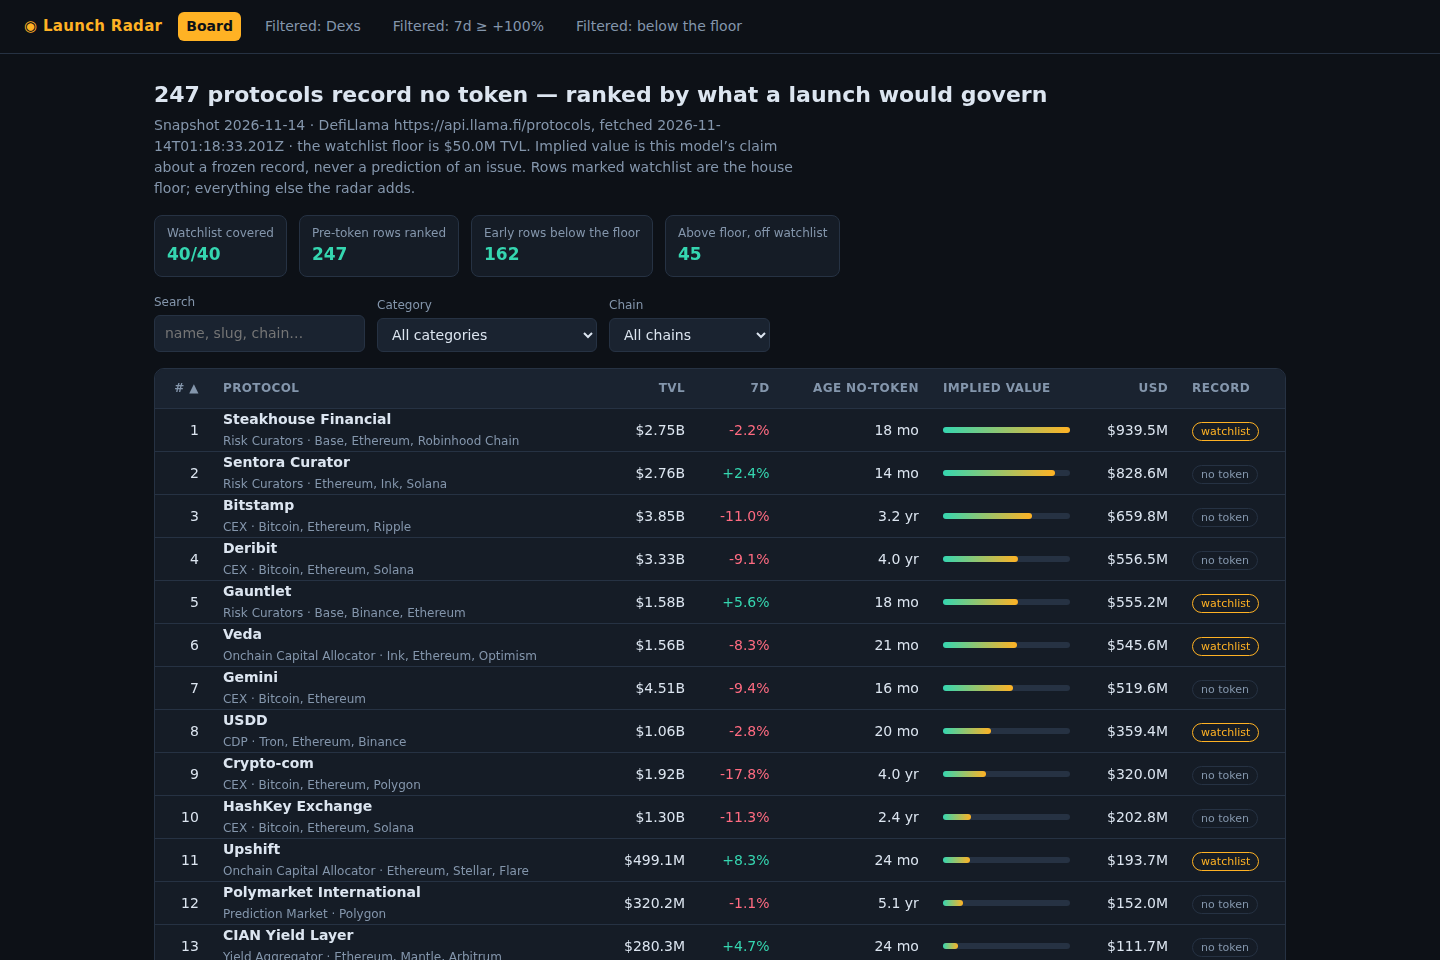 ◉ Launch Radar Board Filtered: Dexs Filtered: 7d ≥ +100% Filtered: below the floor
247 protocols record no token — ranked by what a launch would govern
Snapshot 2026-11-14 · DefiLlama https://api.llama.fi/protocols, fetched 2026-11-
14T01:18:33.201Z · the watchlist floor is $50.0M TVL. Implied value is this model’s claim
about a frozen record, never a prediction of an issue. Rows marked watchlist are the house
floor; everything else the radar adds.
Watchlist covered Pre-token rows ranked Early rows below the floor Above floor, off watchlist
40/40 247 162 45
Search Category Chain
name, slug, chain... All categories All chains
# ▲ PROTOCOL TVL 7D AGE NO-TOKEN IMPLIED VALUE USD RECORD
1 Steakhouse Financial $2.75B -2.2% 18 mo $939.5M watchlist
Risk Curators · Base, Ethereum, Robinhood Chain
2 Sentora Curator $2.76B +2.4% 14 mo $828.6M no token
Risk Curators · Ethereum, Ink, Solana
3 Bitstamp $3.85B -11.0% 3.2 yr $659.8M no token
CEX · Bitcoin, Ethereum, Ripple
4 Deribit $3.33B -9.1% 4.0 yr $556.5M no token
CEX · Bitcoin, Ethereum, Solana
5 Gauntlet $1.58B +5.6% 18 mo $555.2M watchlist
Risk Curators · Base, Binance, Ethereum
6 Veda $1.56B -8.3% 21 mo $545.6M watchlist
Onchain Capital Allocator · Ink, Ethereum, Optimism
7 Gemini $4.51B -9.4% 16 mo $519.6M no token
CEX · Bitcoin, Ethereum
8 USDD $1.06B -2.8% 20 mo $359.4M watchlist
CDP · Tron, Ethereum, Binance
9 Crypto-com $1.92B -17.8% 4.0 yr $320.0M no token
CEX · Bitcoin, Ethereum, Polygon
10 HashKey Exchange $1.30B -11.3% 2.4 yr $202.8M no token
CEX · Bitcoin, Ethereum, Solana
11 Upshift $499.1M +8.3% 24 mo $193.7M watchlist
Onchain Capital Allocator · Ethereum, Stellar, Flare
12 Polymarket International $320.2M -1.1% 5.1 yr $152.0M no token
Prediction Market · Polygon
13 CIAN Yield Layer $280.3M +4.7% 24 mo $111.7M no token
Yield Aggregator · Ethereum, Mantle, Arbitrum